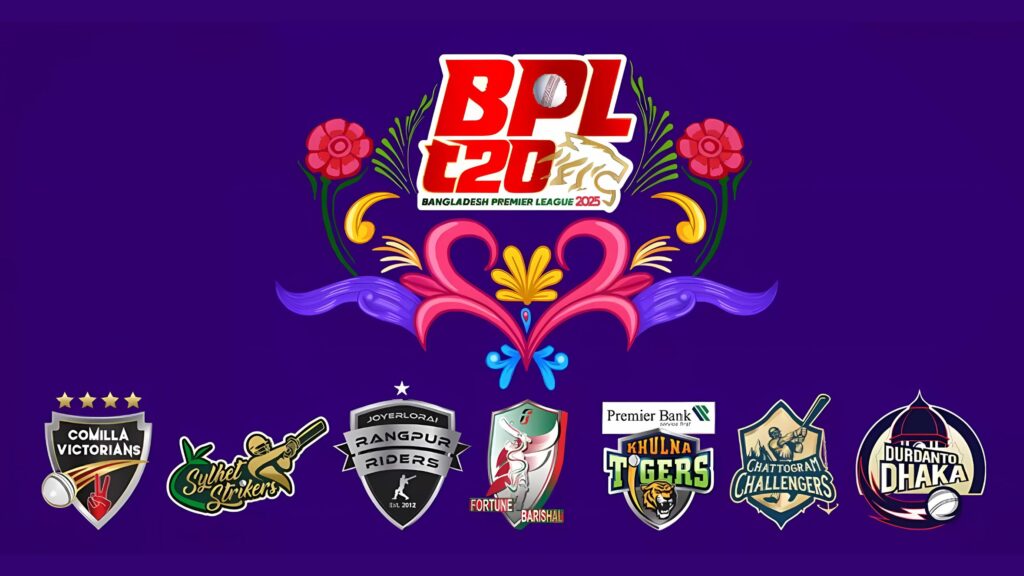 BPL
t20
BANGLADESH PREMIER LEAGUE 2025
COMILLA
VICTORIANS
Sylhet
Strikers
JOYERLORAI
RANGPUR
RIDERS
Est. 2012
FORTUNE
BARISHAL
Premier Bank
service first
KHULNA
TIGERS
CHATTOGRAM
CHALLENGERS
DURDANTO
DHAKA